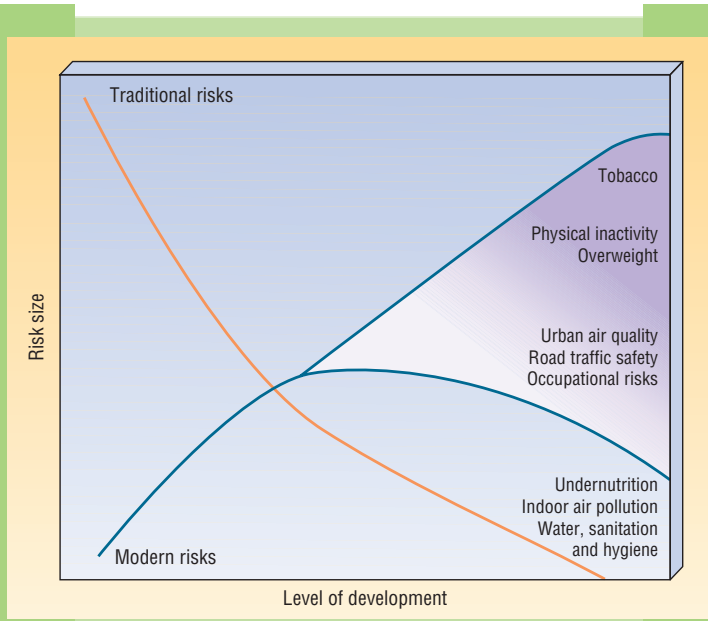 Traditional risks
Tobacco
Physical inactivity
Overweight
Urban air quality
Road traffic safety
Occupational risks
Undernutrition
Indoor air pollution
Water, sanitation
and hygiene
Modern risks
Risk size
Level of development